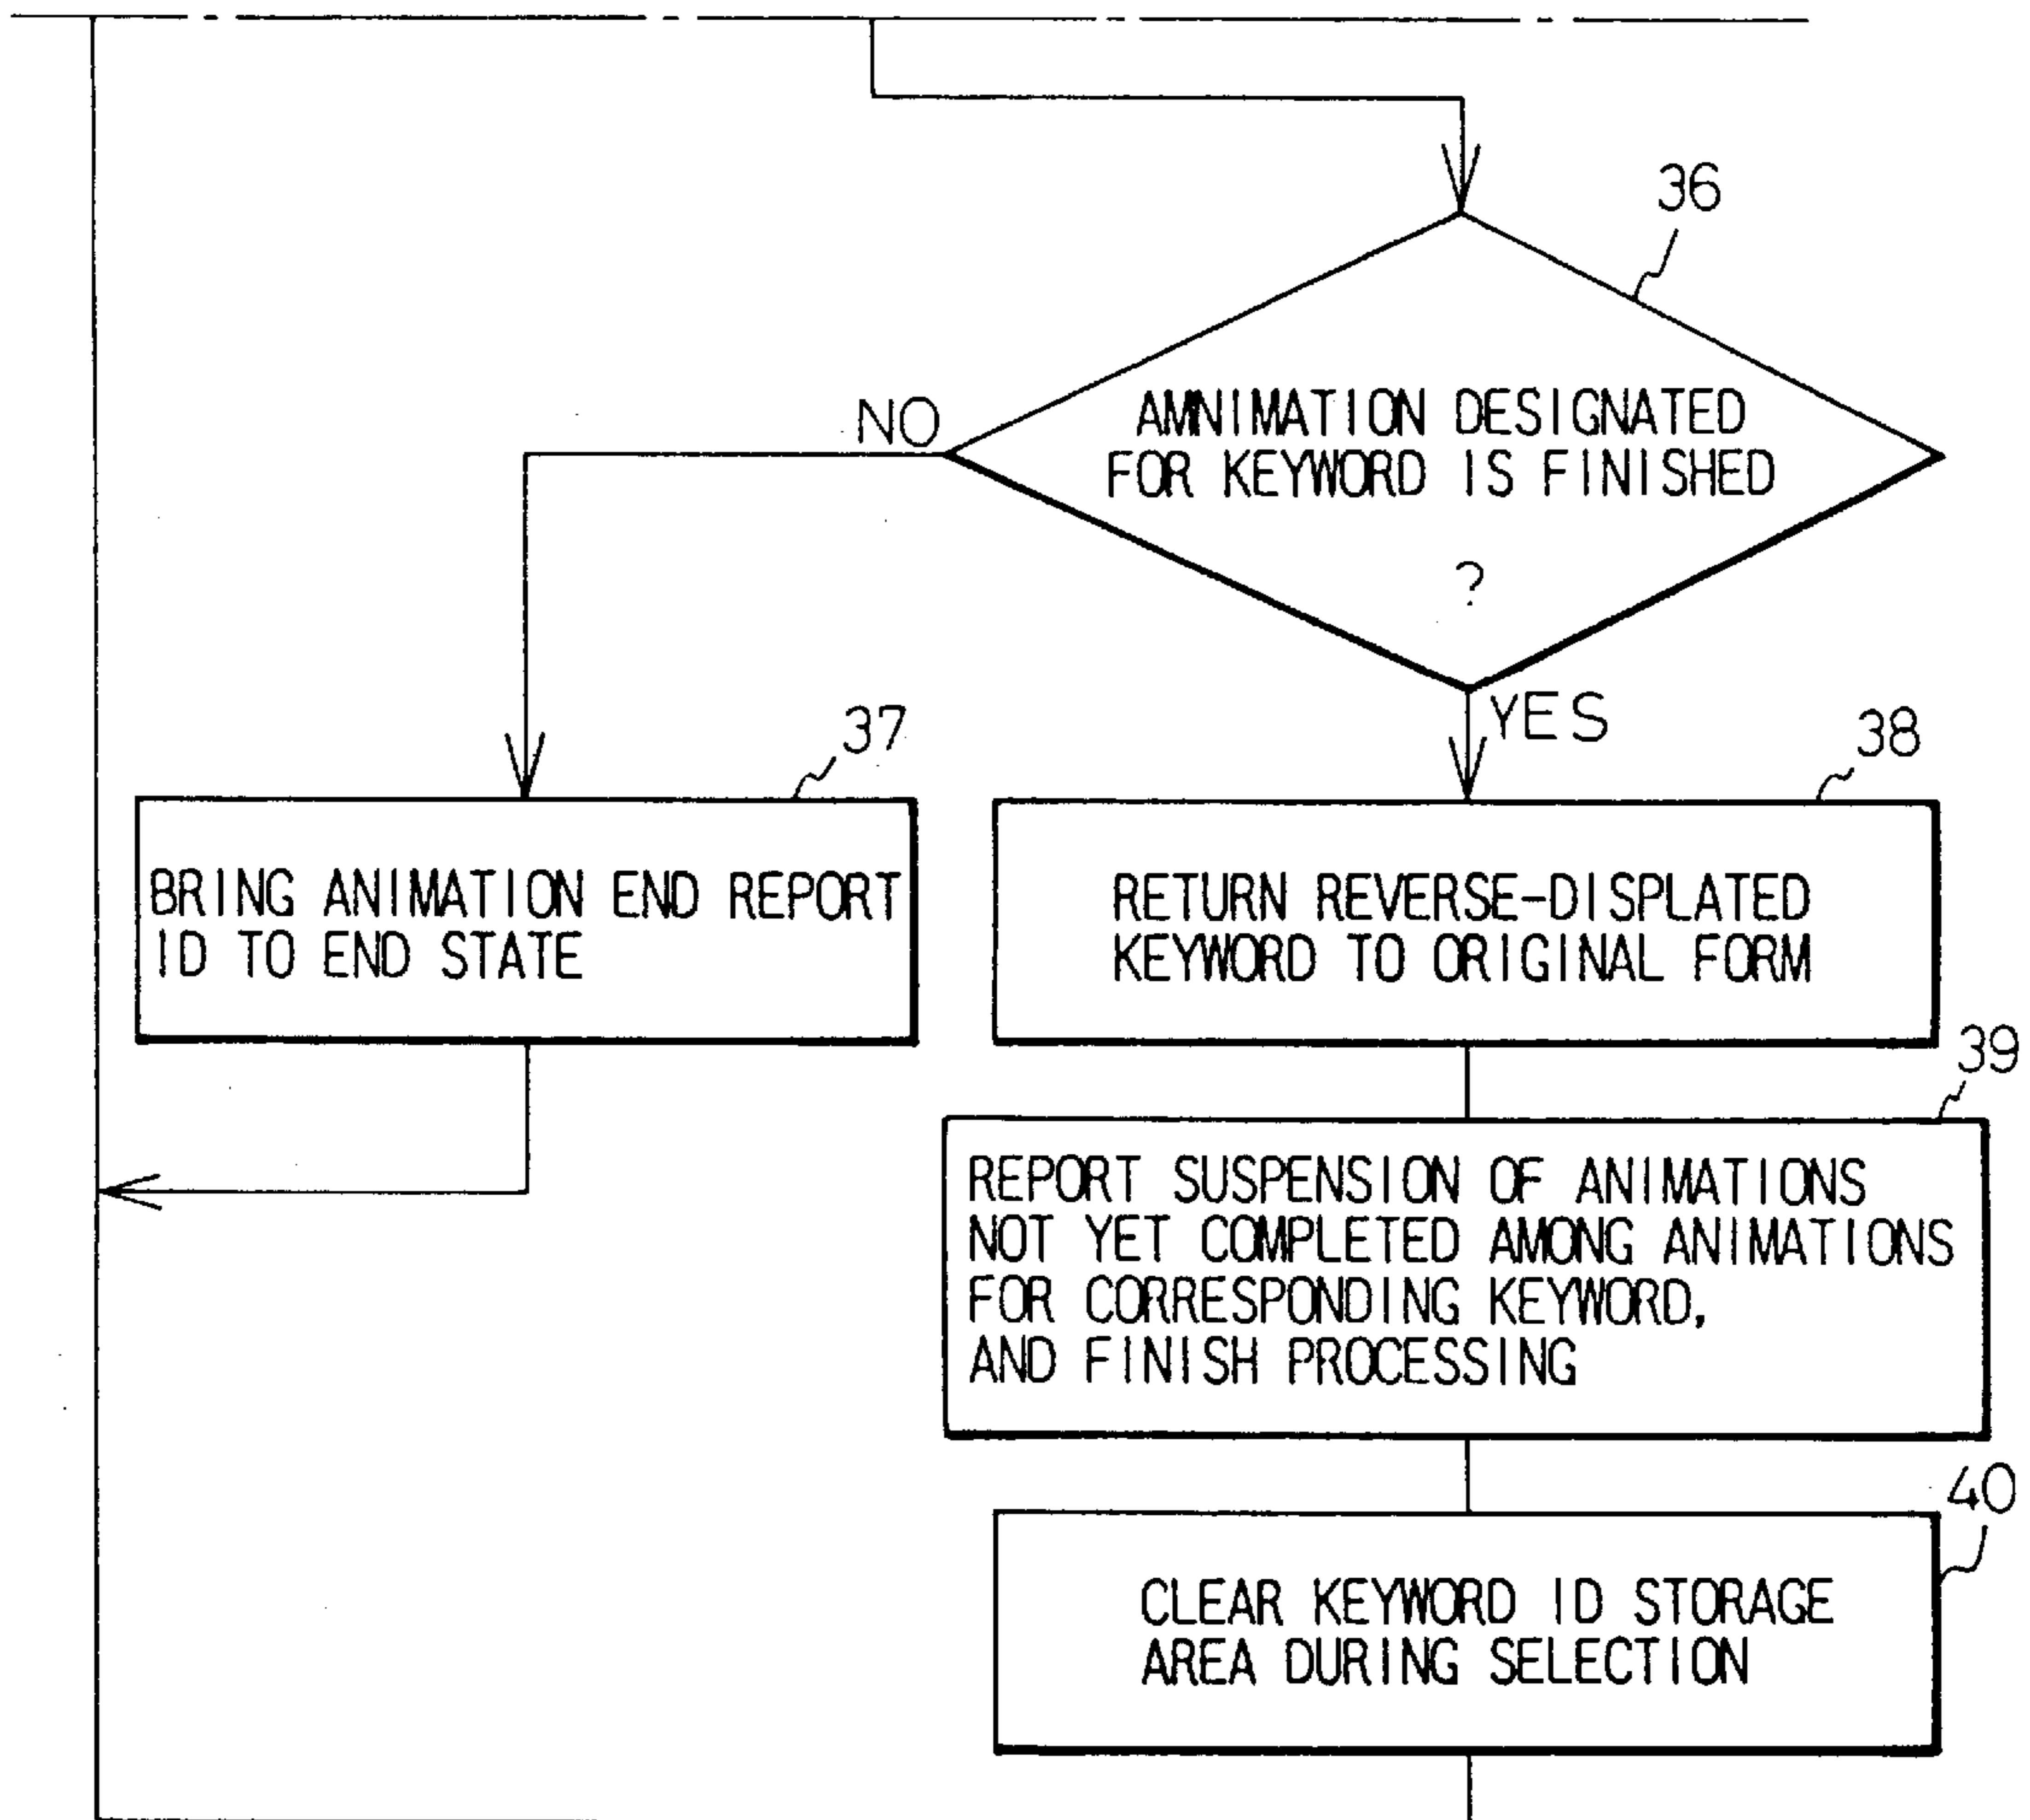 36
AMNIMATION DESIGNATED
FOR KEYWORD IS FINISHED
?
NO
YES
37
BRING ANIMATION END REPORT
ID TO END STATE
38
RETURN REVERSE-DISPLATED
KEYWORD TO ORIGINAL FORM
39
REPORT SUSPENSION OF ANIMATIONS
NOT YET COMPLETED AMONG ANIMATIONS
FOR CORRESPONDING KEYWORD,
AND FINISH PROCESSING
40
CLEAR KEYWORD ID STORAGE
AREA DURING SELECTION